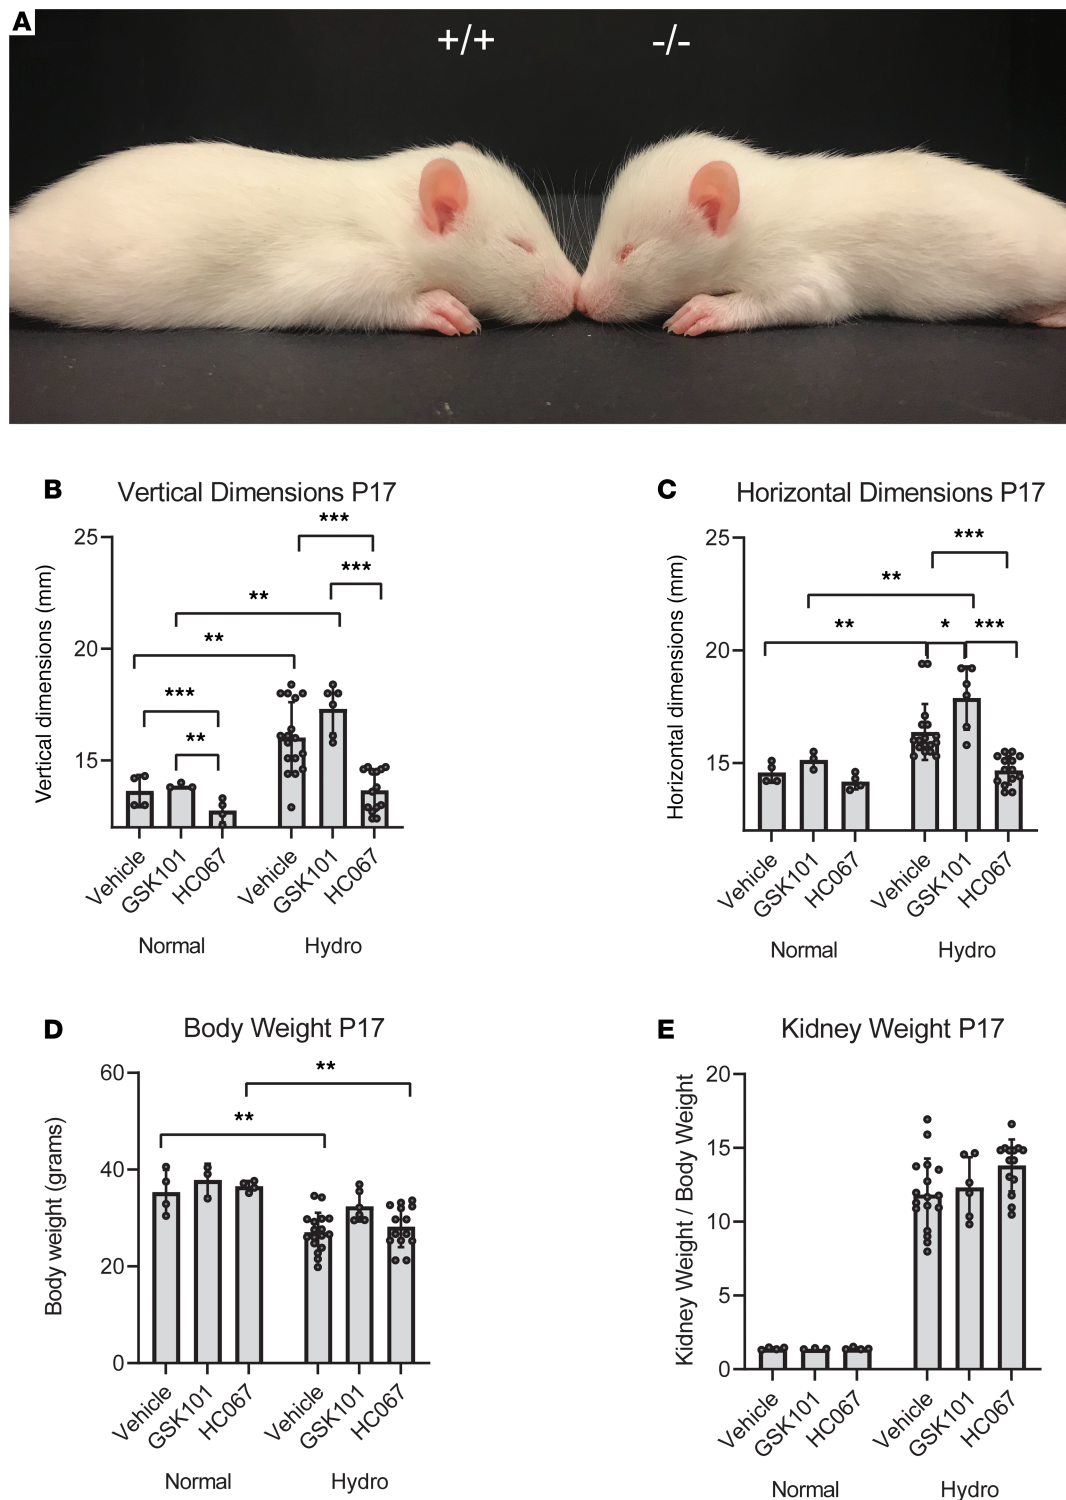 A
+/+
-/-
B
Vertical Dimensions P17
Vertical dimensions (mm)
25
20
15
***
***
**
**
***
**
Vehicle
GSK101
HC067
Vehicle
GSK101
HC067
Normal
Hydro
C
Horizontal Dimensions P17
Horizontal dimensions (mm)
25
20
15
***
**
**
*
***
Vehicle
GSK101
HC067
Vehicle
GSK101
HC067
Normal
Hydro
D
Body Weight P17
Body weight (grams)
60
40
20
0
**
**
Vehicle
GSK101
HC067
Vehicle
GSK101
HC067
Normal
Hydro
E
Kidney Weight P17
Kidney Weight / Body Weight
20
15
10
5
0
Vehicle
GSK101
HC067
Vehicle
GSK101
HC067
Normal
Hydro